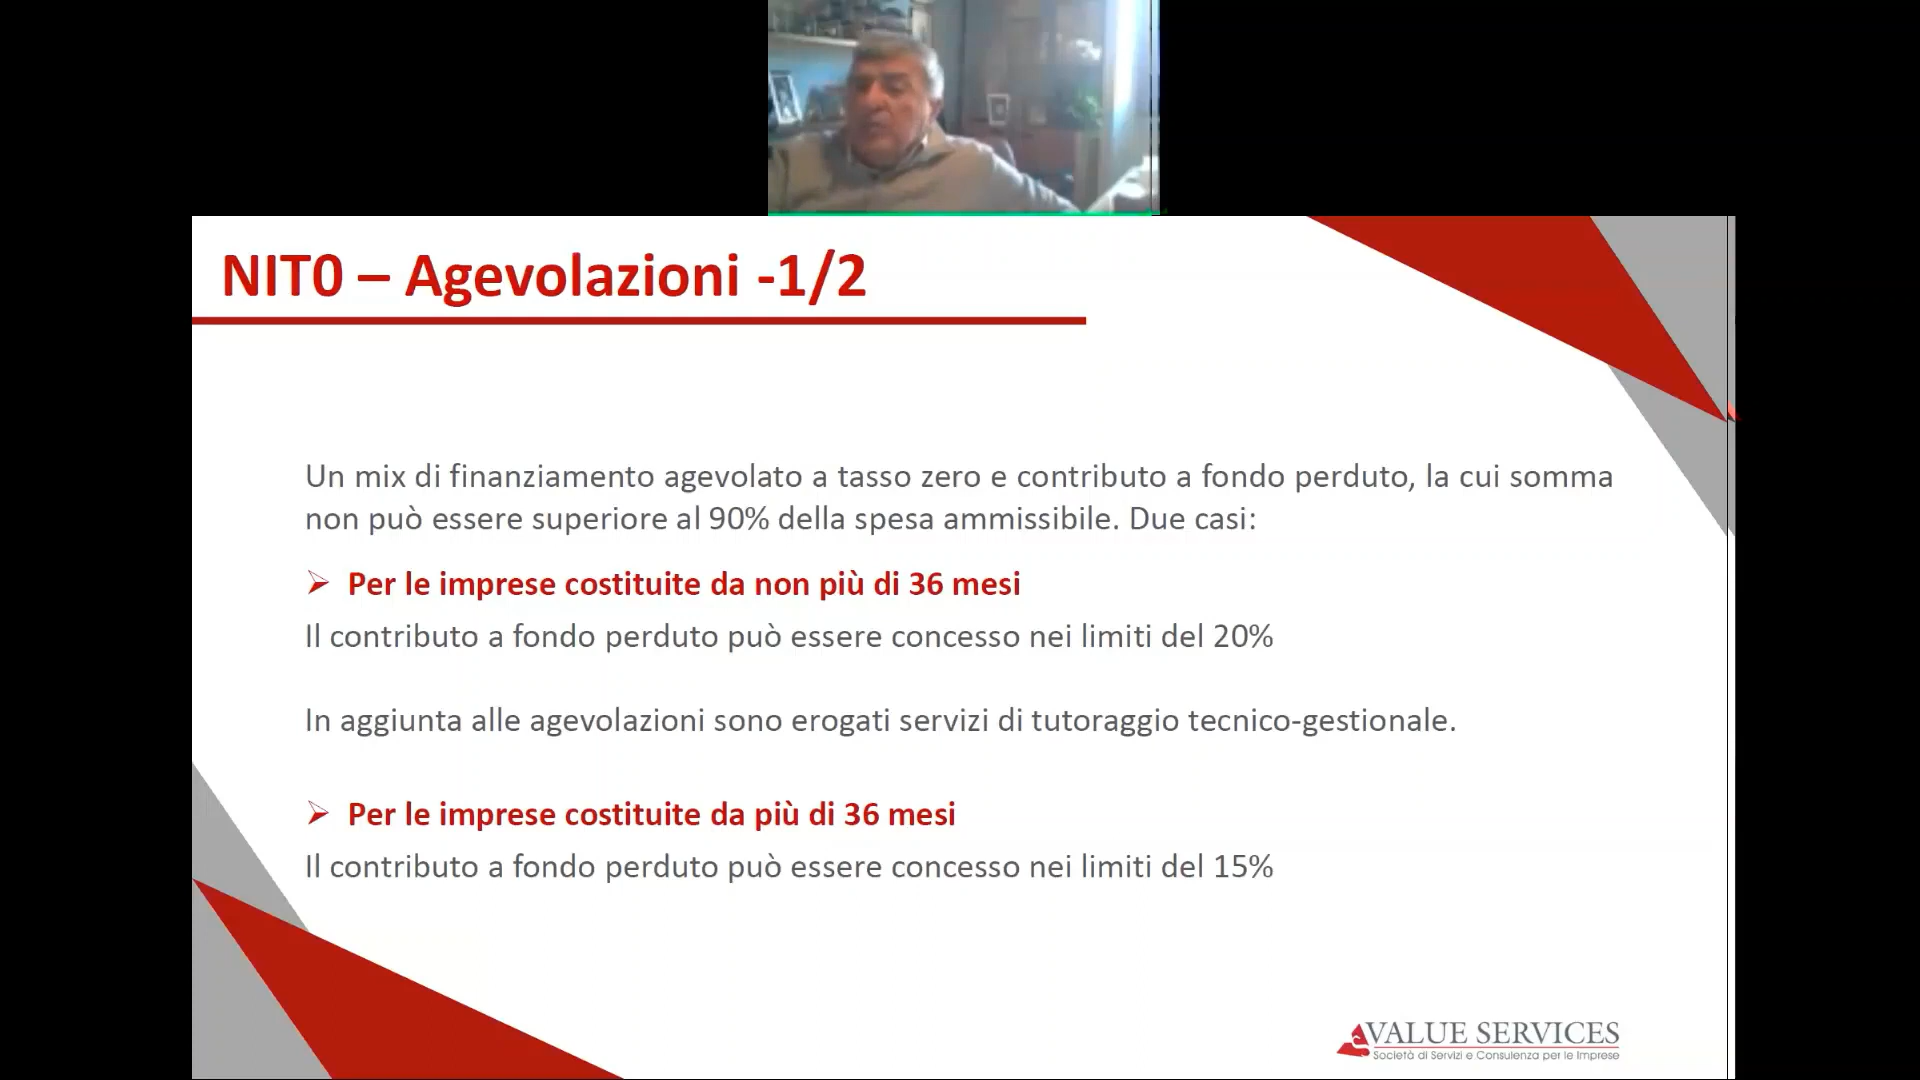 NIT0 – Agevolazioni -1/2
Un mix di finanziamento agevolato a tasso zero e contributo a fondo perduto, la cui somma
non può essere superiore al 90% della spesa ammissibile. Due casi:
Per le imprese costituite da non più di 36 mesi
Il contributo a fondo perduto può essere concesso nei limiti del 20%
In aggiunta alle agevolazioni sono erogati servizi di tutoraggio tecnico-gestionale.
Per le imprese costituite da più di 36 mesi
Il contributo a fondo perduto può essere concesso nei limiti del 15%
VALUE SERVICES
Società di Servizi e Consulenza per le Imprese